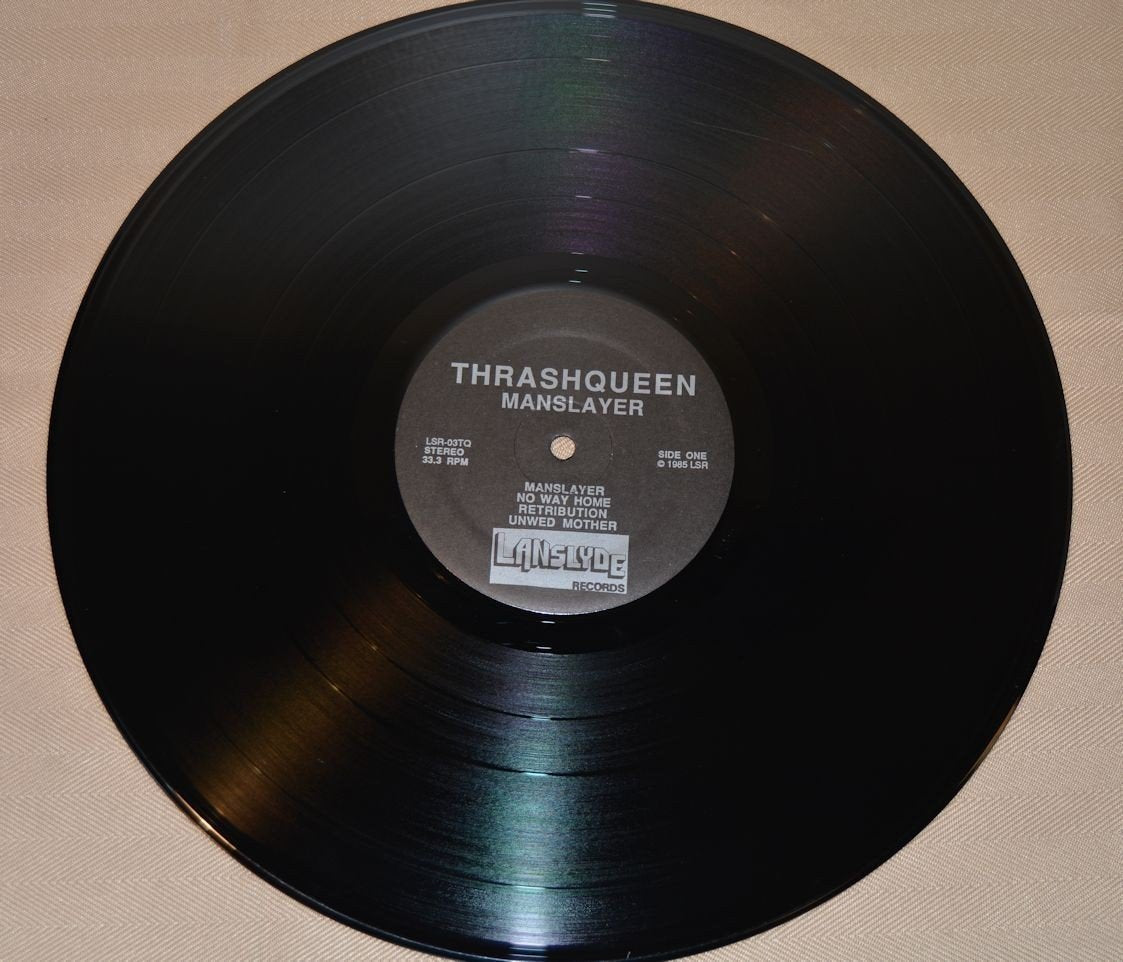 THRASHQUEEN
MANSLAYER
LSR-03TQ
STEREO
33.3 RPM
SIDE ONE
© 1985 LSR
MANSLAYER
NO WAY HOME
RETRIBUTION
UNWED MOTHER
LANSLYDE
RECORDS